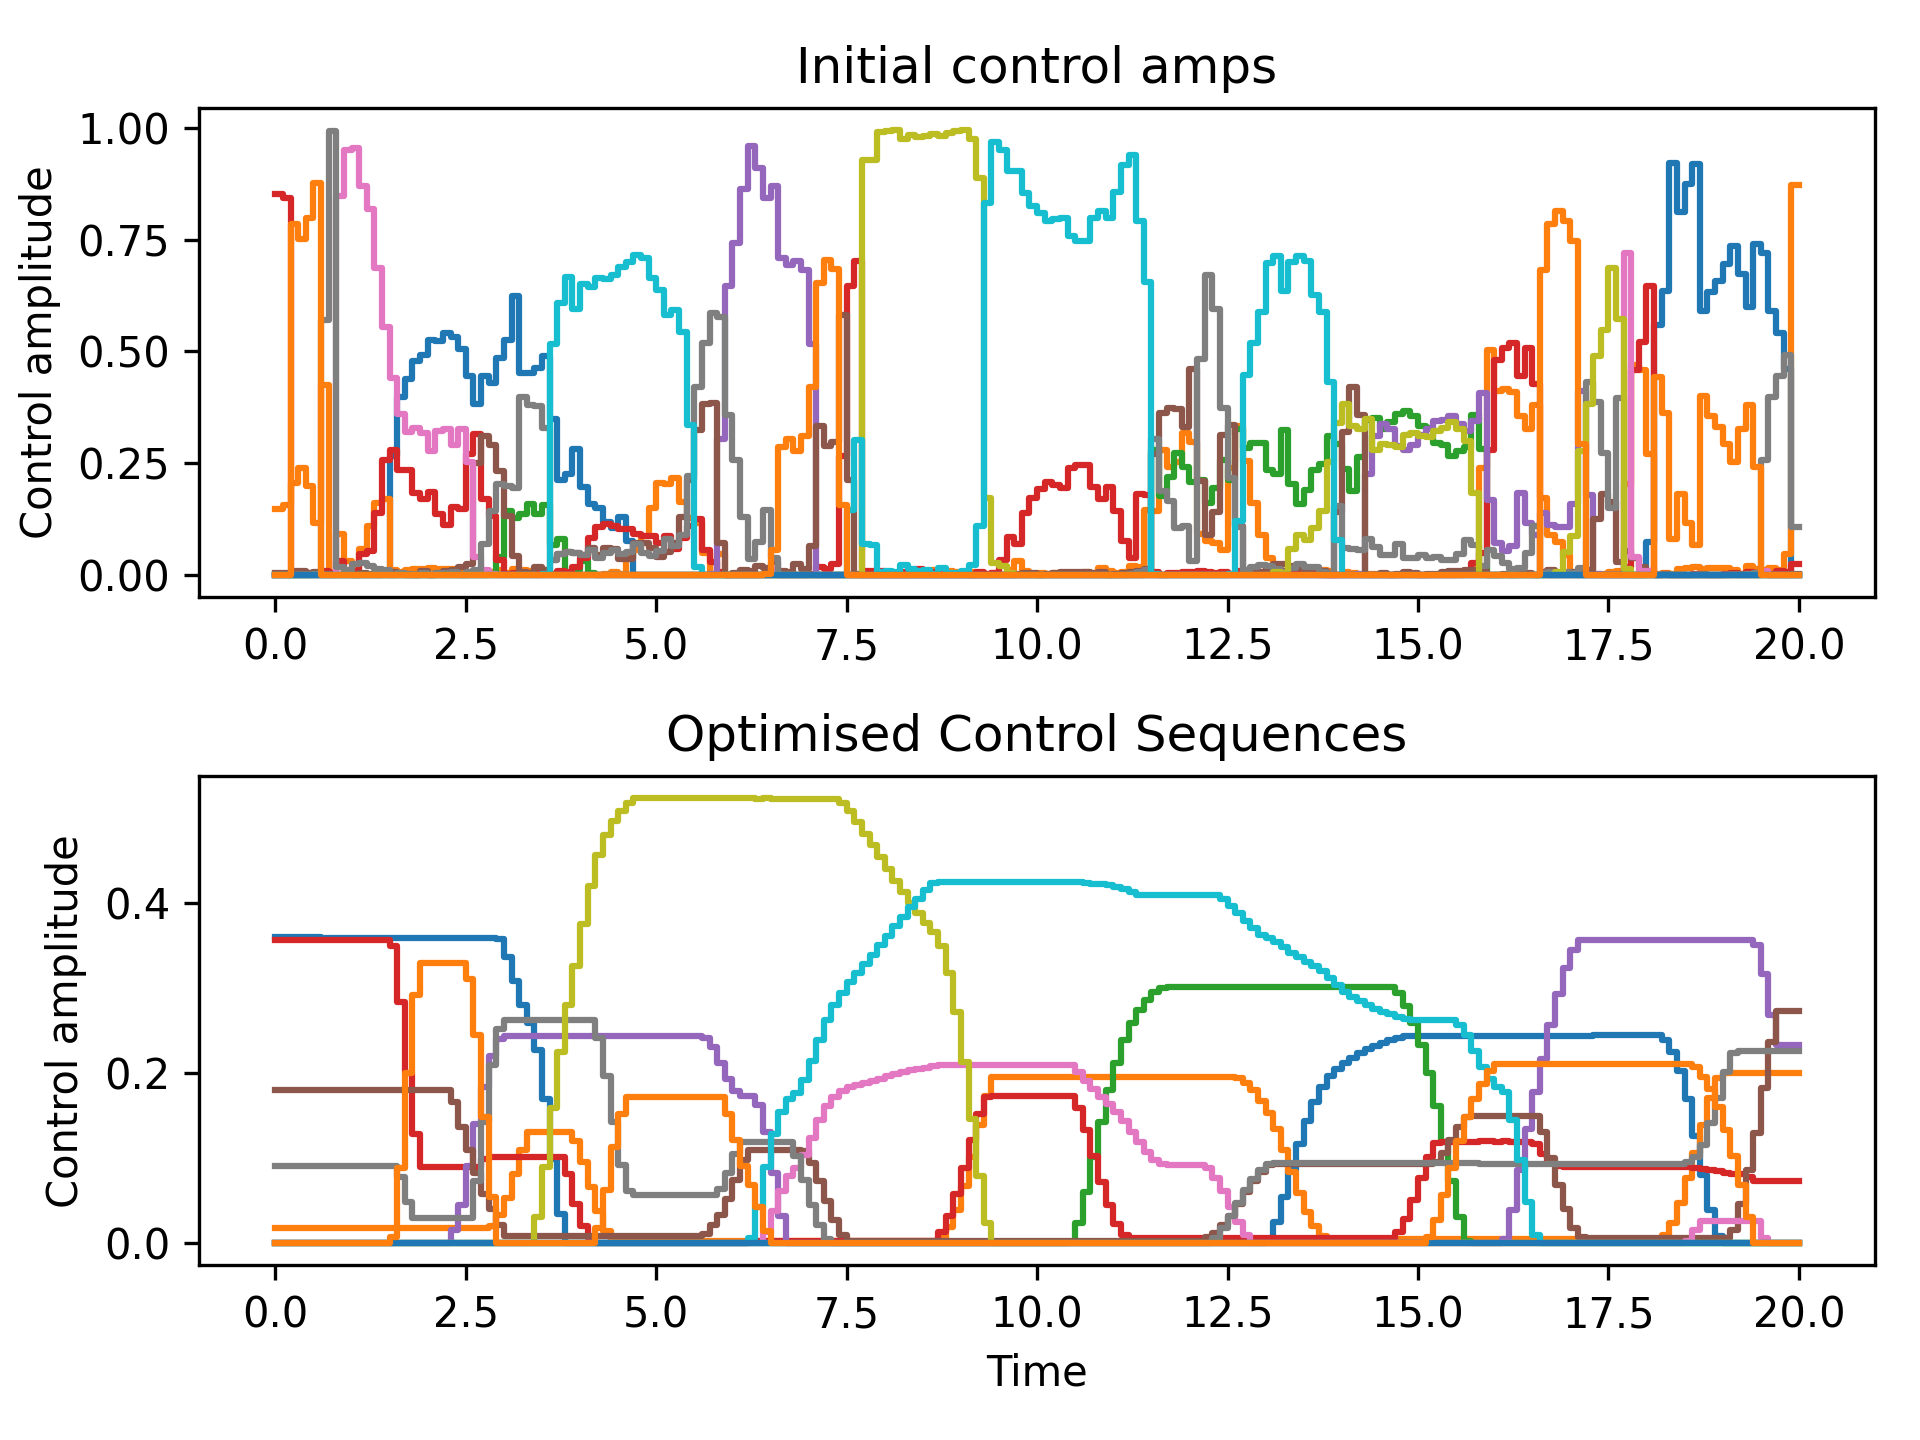 Initial control amps
Control amplitude
1.00
0.75
0.50
0.25
0.00
0.0 2.5 5.0 7.5 10.0 12.5 15.0 17.5 20.0
Optimised Control Sequences
Control amplitude
0.4
0.2
0.0
0.0 2.5 5.0 7.5 10.0 12.5 15.0 17.5 20.0
Time